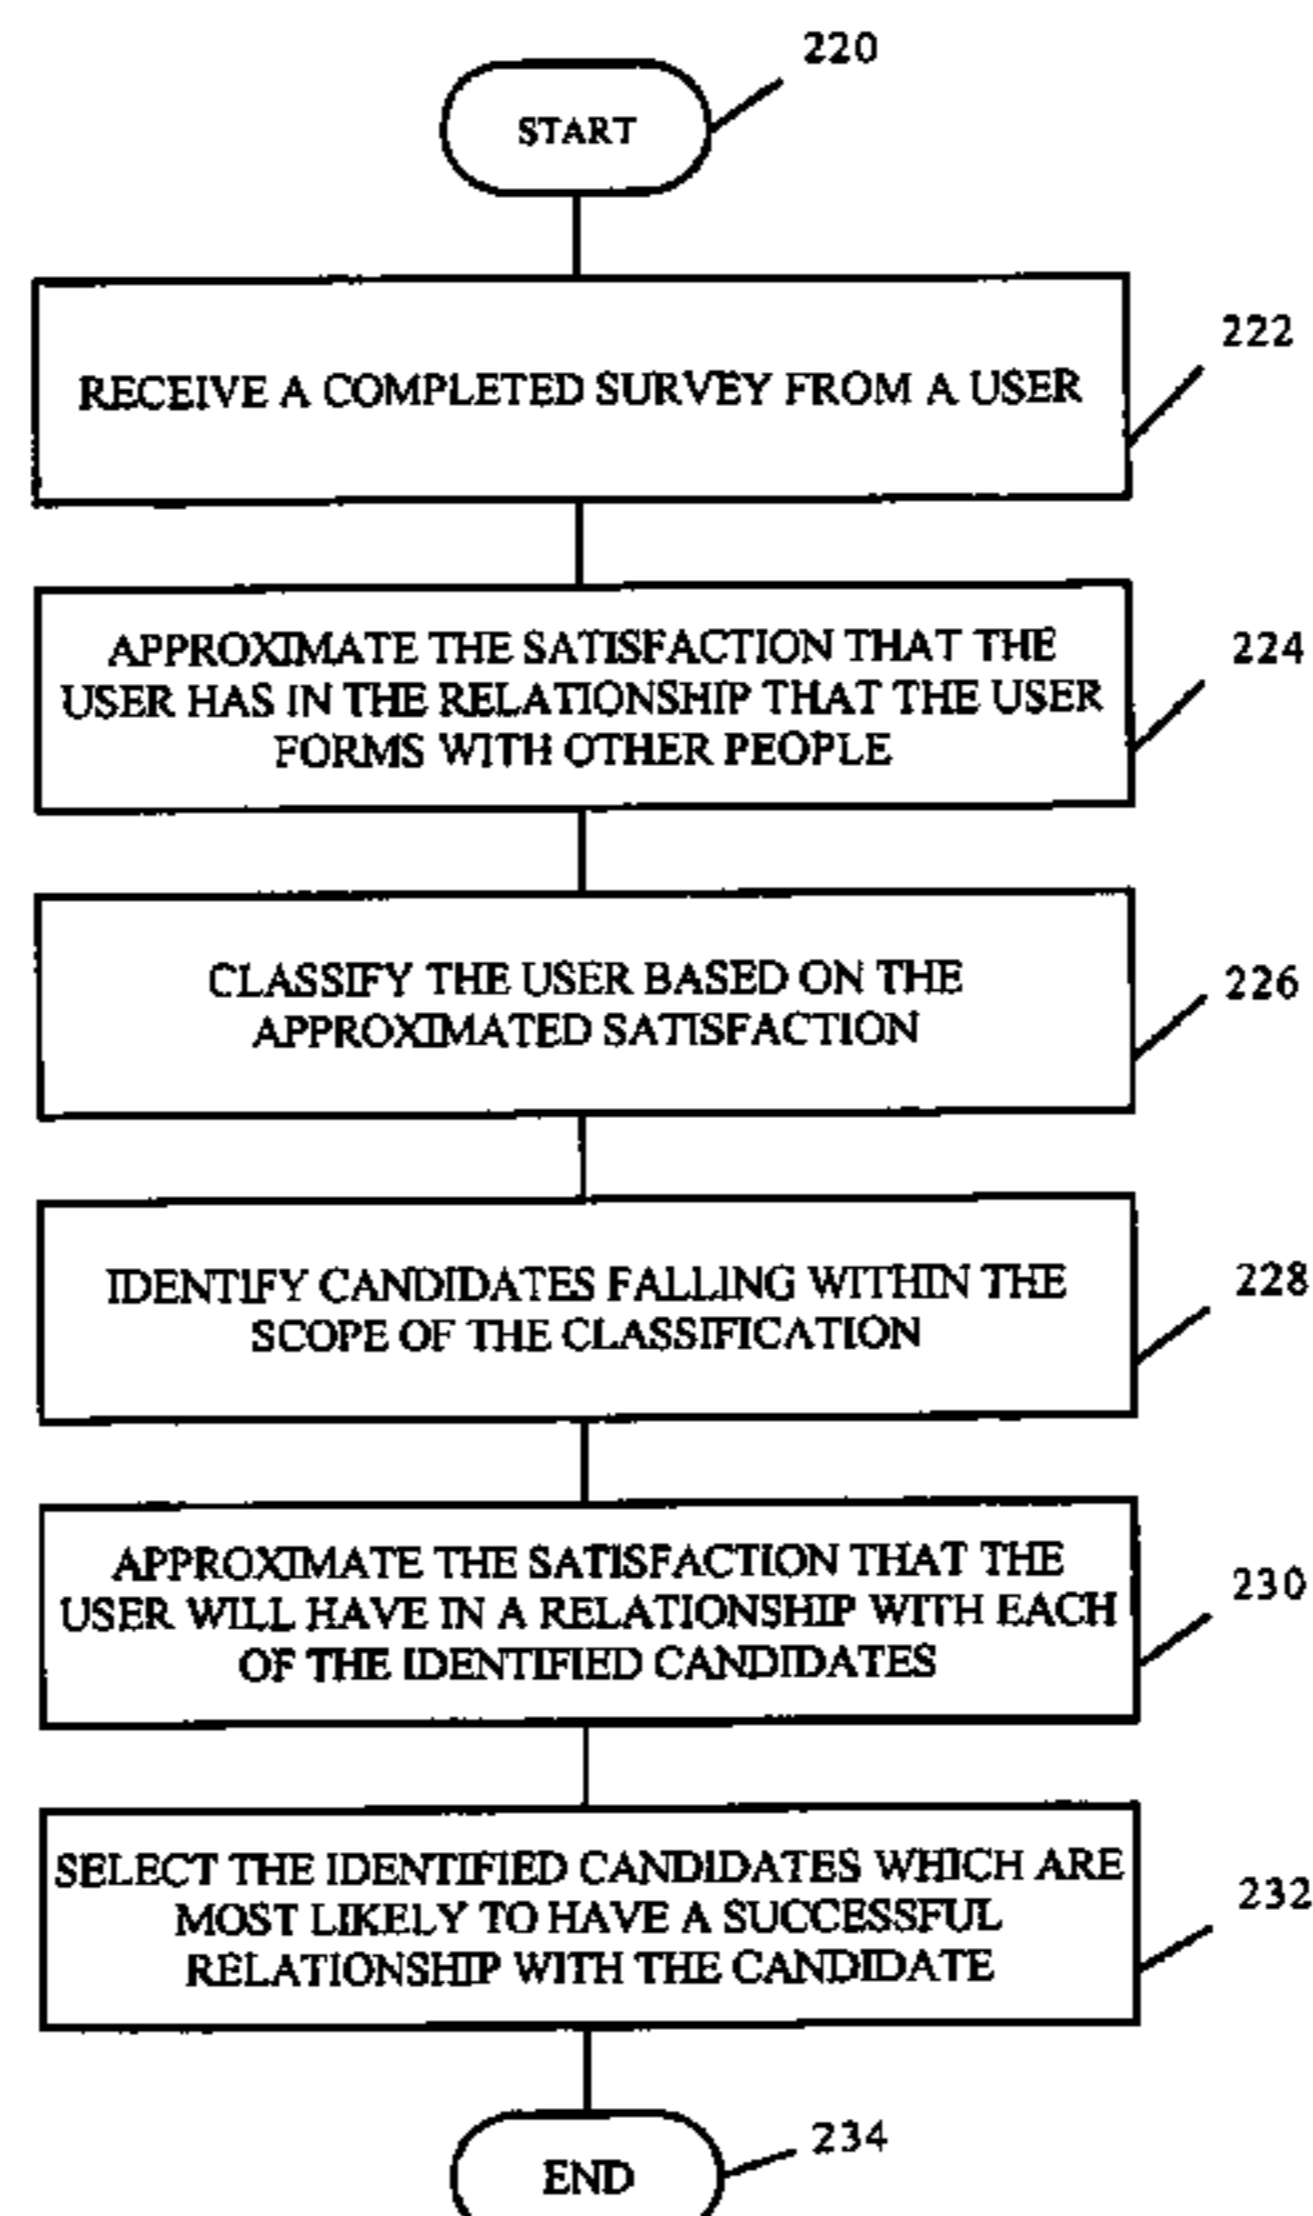 220
START
222
RECEIVE A COMPLETED SURVEY FROM A USER
224
APPROXIMATE THE SATISFACTION THAT THE
USER HAS IN THE RELATIONSHIP THAT THE USER
FORMS WITH OTHER PEOPLE
226
CLASSIFY THE USER BASED ON THE
APPROXIMATED SATISFACTION
228
IDENTIFY CANDIDATES FALLING WITHIN THE
SCOPE OF THE CLASSIFICATION
230
APPROXIMATE THE SATISFACTION THAT THE
USER WILL HAVE IN A RELATIONSHIP WITH EACH
OF THE IDENTIFIED CANDIDATES
232
SELECT THE IDENTIFIED CANDIDATES WHICH ARE
MOST LIKELY TO HAVE A SUCCESSFUL
RELATIONSHIP WITH THE CANDIDATE
234
END